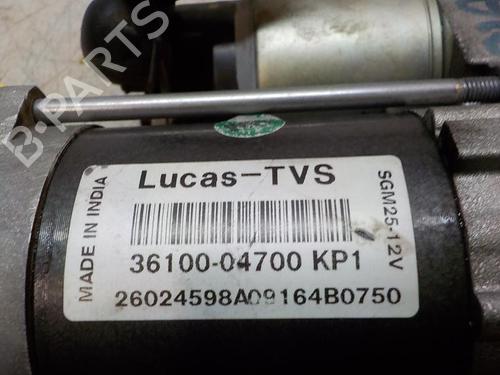 Lucas-TVS
MADE IN INDIA
SGM25-12V
36100-04700 KP1
26024598A09164B0750
B-PARTS